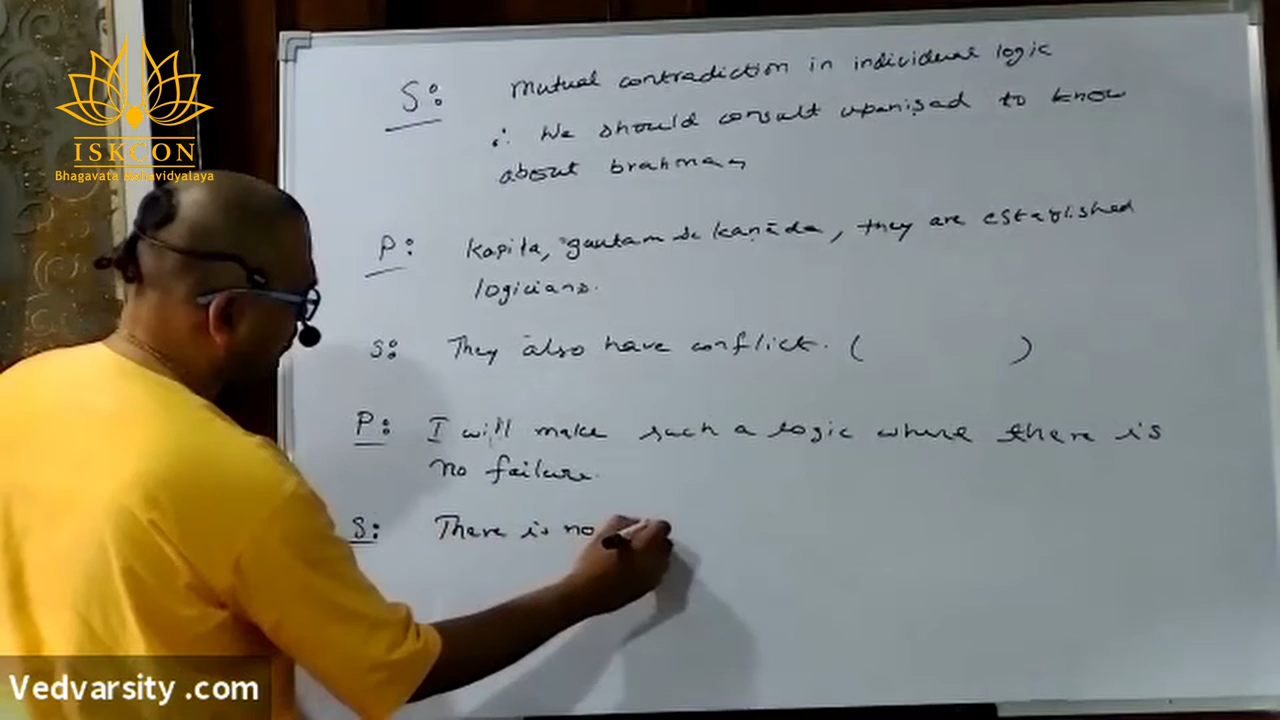 ISKCON
Bhagavata Mahavidyalaya
S: Mutual contradiction in individual logic
∴ We should consult upaniṣad to know
about brahman
P: Kapila, gautam & kaṇāda, they are established
logicians.
S: They also have conflict. ( )
P: I will make such a logic where there is
no failure.
S: There is no
Vedvarsity .com